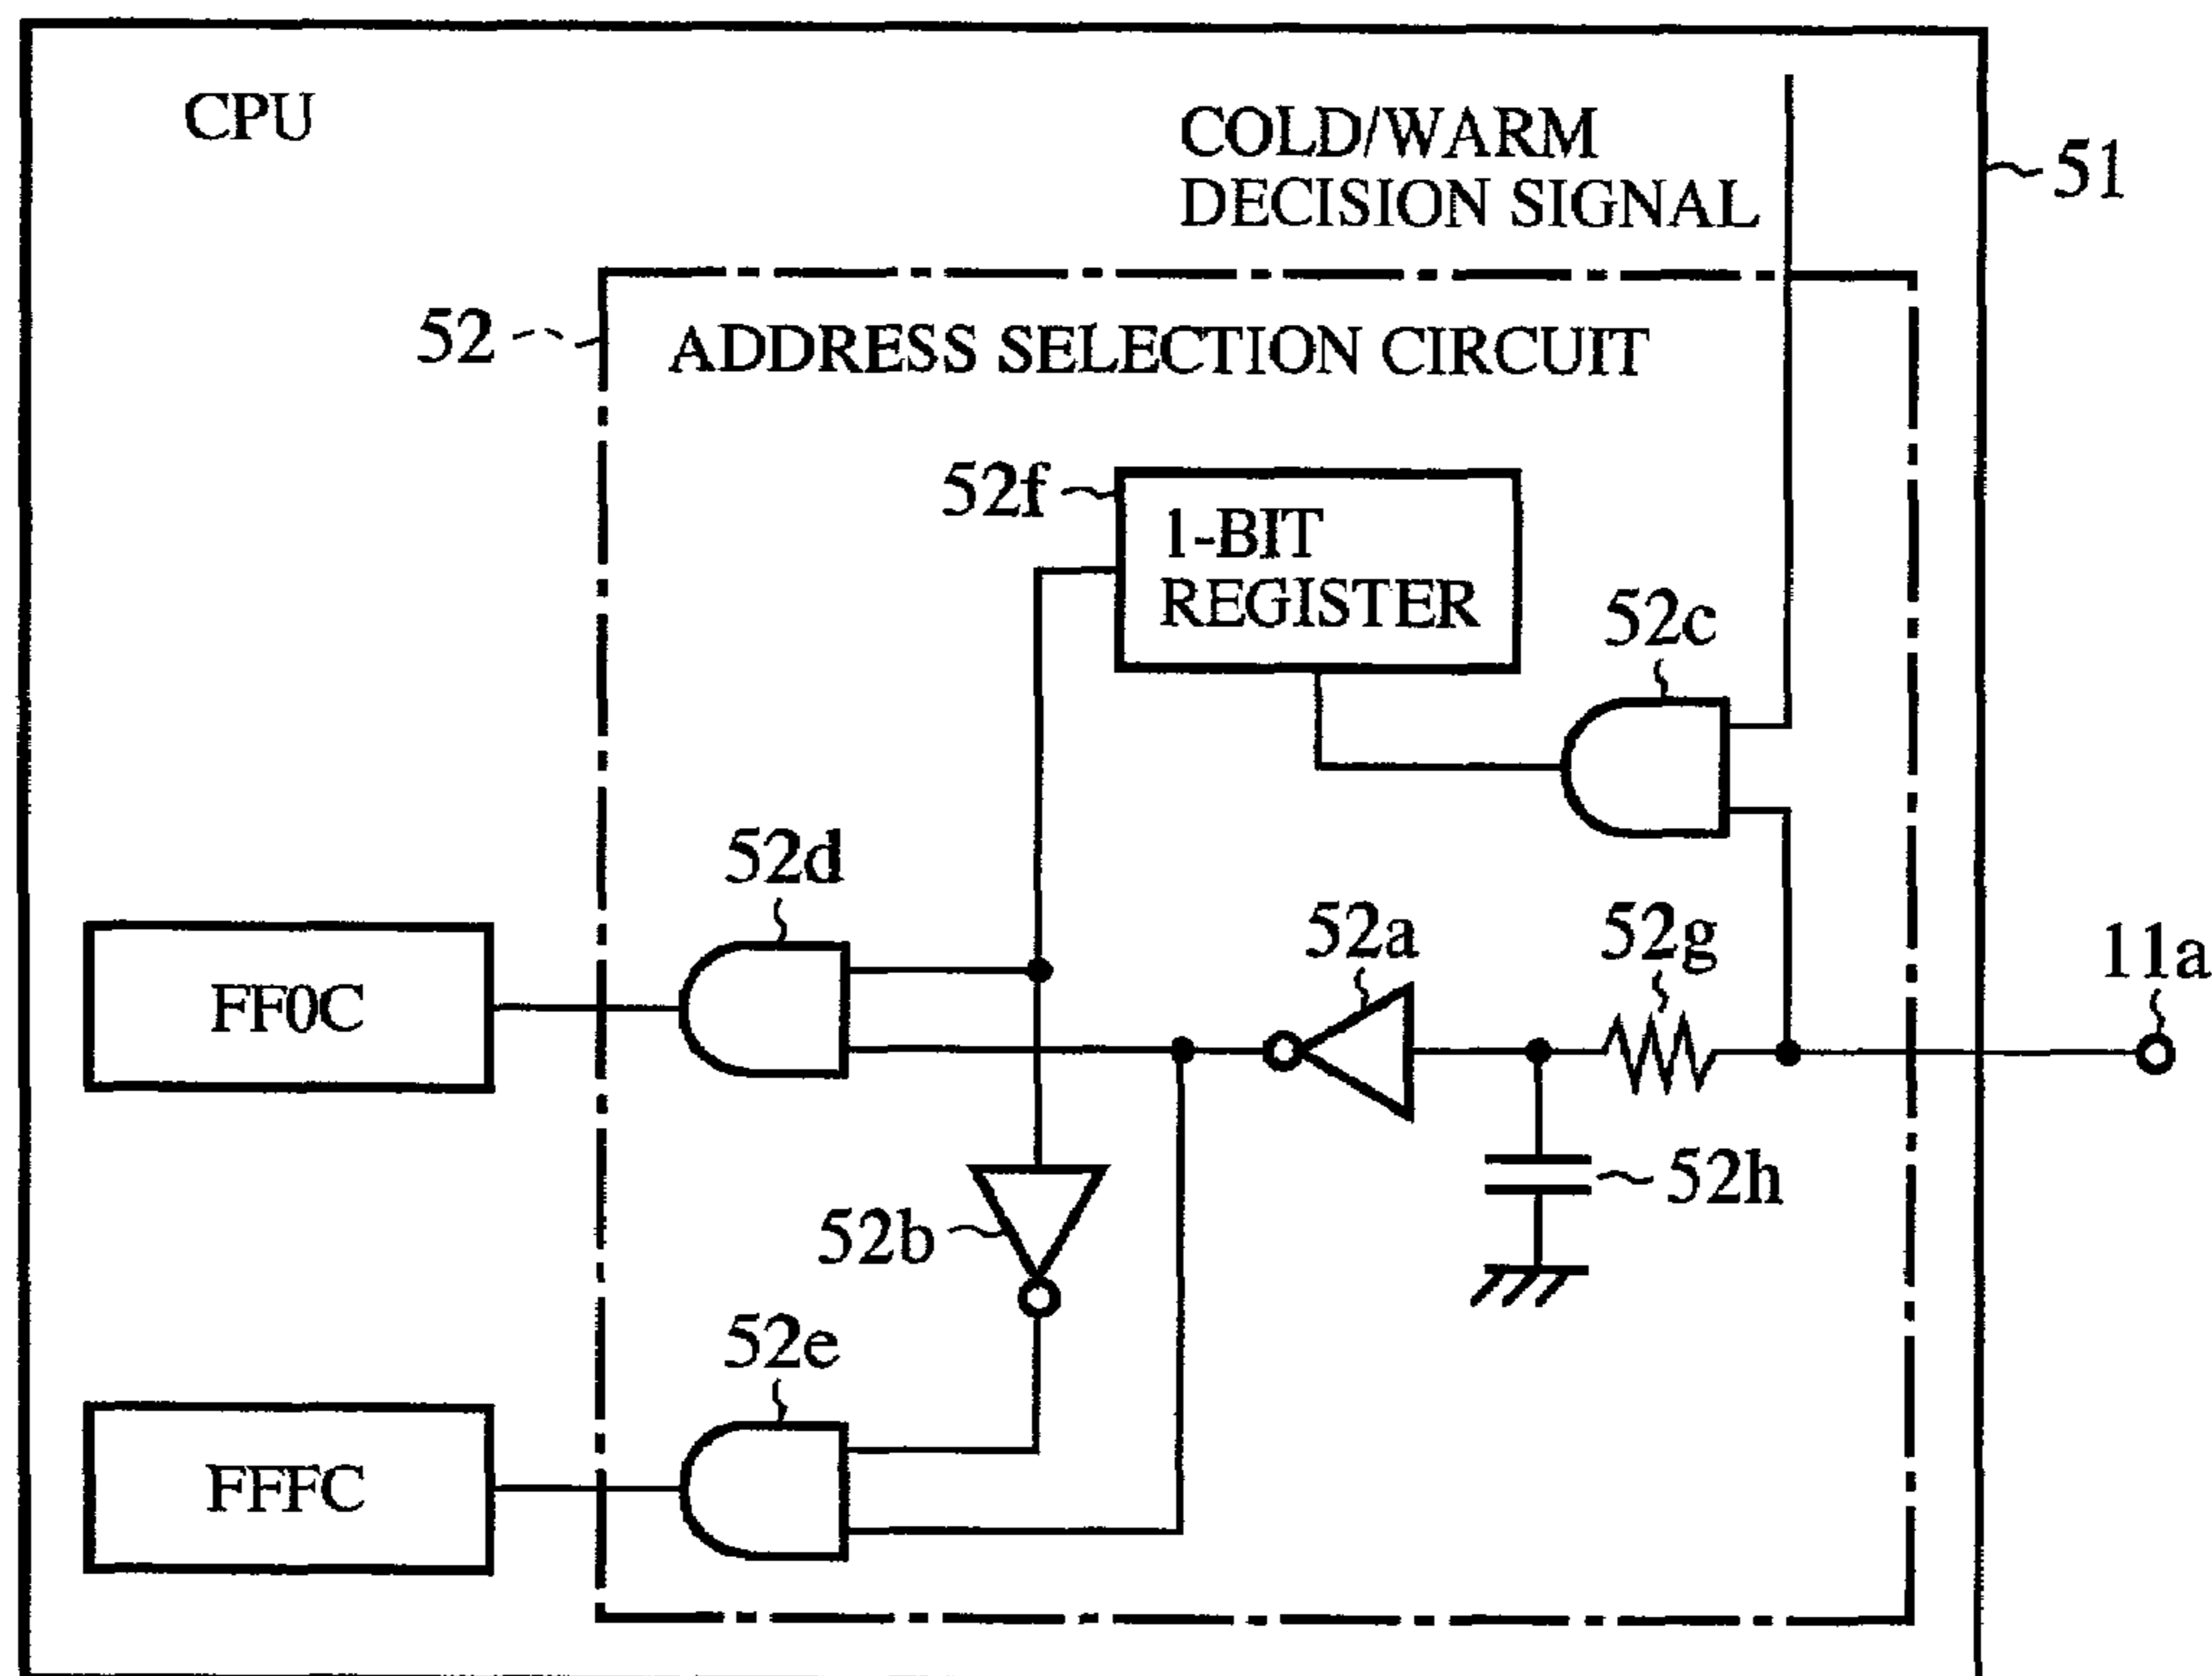 CPU
COLD/WARM
DECISION SIGNAL
51
52
ADDRESS SELECTION CIRCUIT
52f
1-BIT
REGISTER
52c
52d
52a
52g
11a
FF0C
52h
52b
52e
FFFC